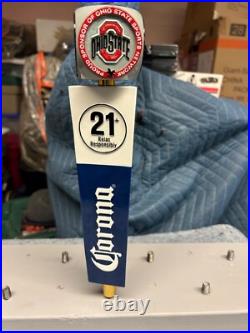 PROUD SPONSOR OF OHIO STATE SPORTS NETWORK
OHIO STATE
21+
Relax
Responsibly
Corona